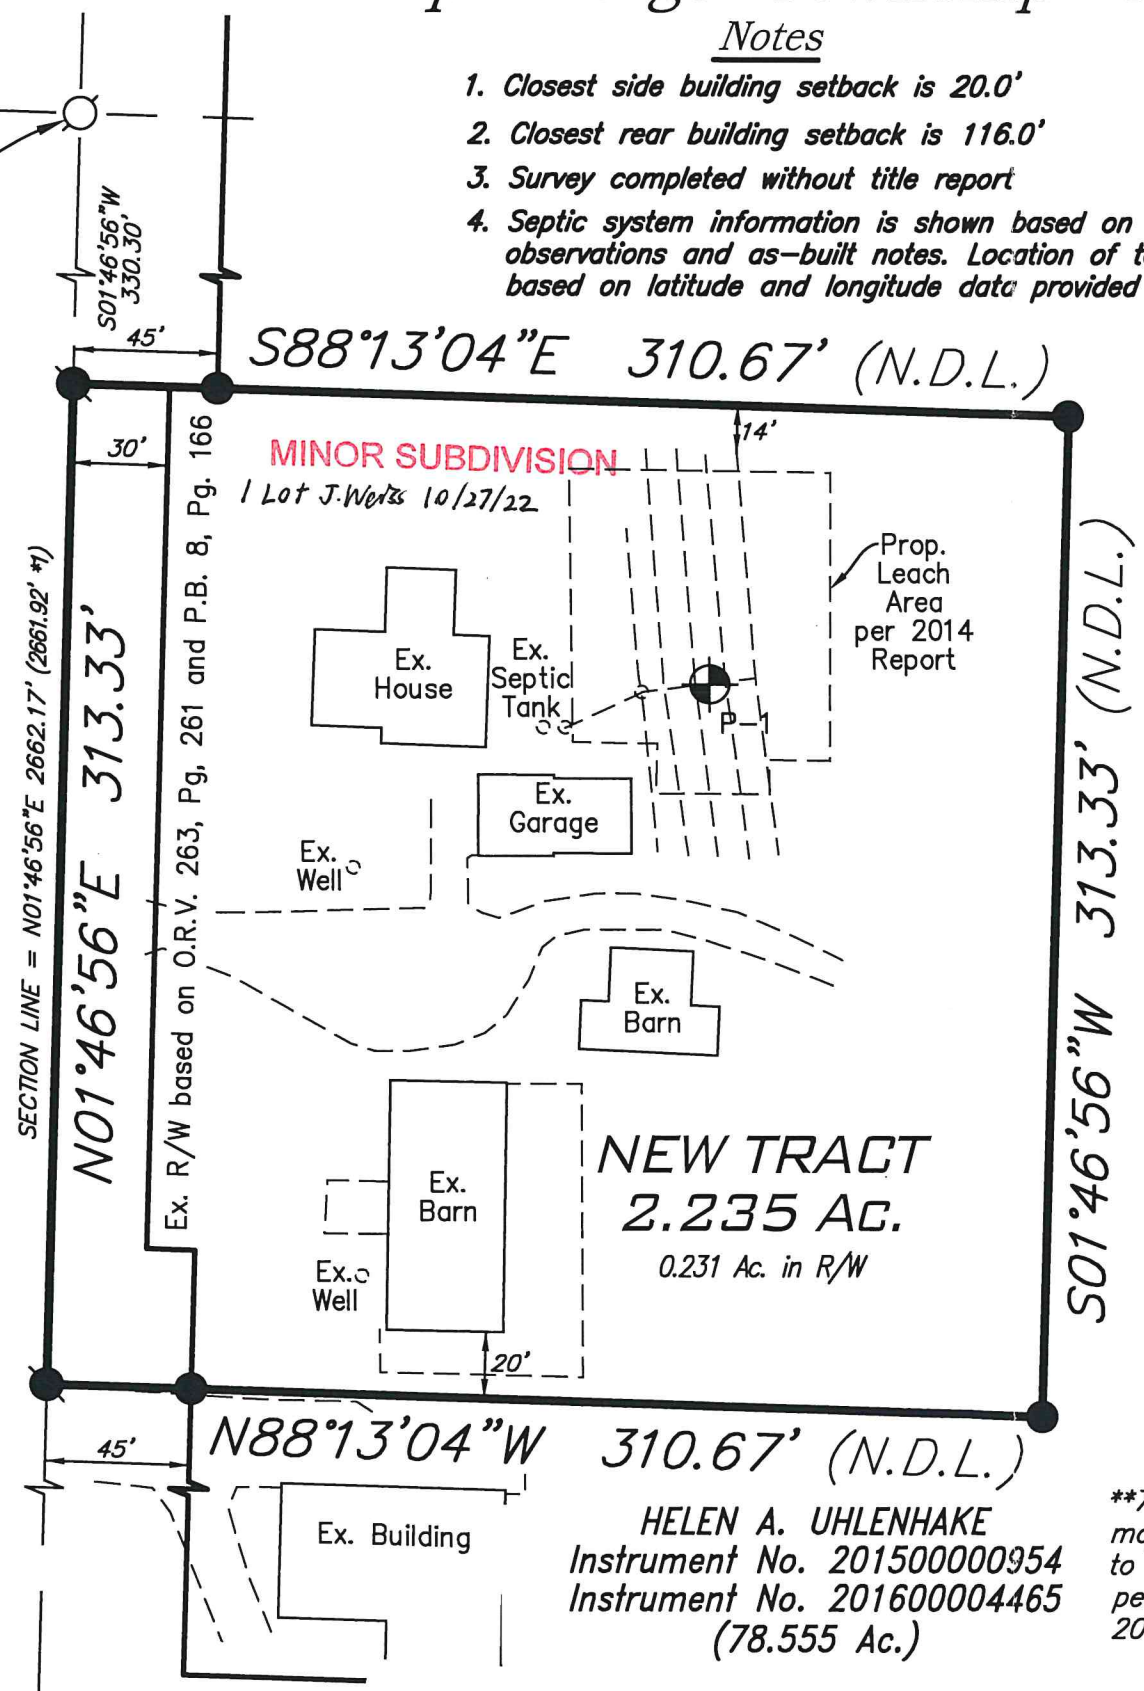 Notes
1. Closest side building setback is 20.0'
2. Closest rear building setback is 116.0'
3. Survey completed without title report
4. Septic system information is shown based on
observations and as-built notes. Location of
based on latitude and longitude data provided
S01°46'56"W
330.30'
45'
S88°13'04"E 310.67' (N.D.L.)
30'
MINOR SUBDIVISION
1 Lot J.Weiss 10/27/22
14'
Prop.
Leach
Area
per 2014
Report
Ex.
House
Ex.
Septic
Tank
P-1
Ex.
Garage
Ex.
Well
SECTION LINE = N01°46'56"E 2662.17' (2661.92' *1)
N01°46'56"E 313.33'
Ex. R/W based on O.R.V. 263, Pg, 261 and P.B. 8, Pg. 166
S01°46'56"W 313.33' (N.D.L.)
Ex.
Barn
Ex.
Barn
NEW TRACT
2.235 AC.
0.231 Ac. in R/W
Ex.
Well
20'
45'
N88°13'04"W 310.67' (N.D.L.)
Ex. Building
HELEN A. UHLENHAKE
Instrument No. 201500000954
Instrument No. 201600004465
(78.555 Ac.)
to